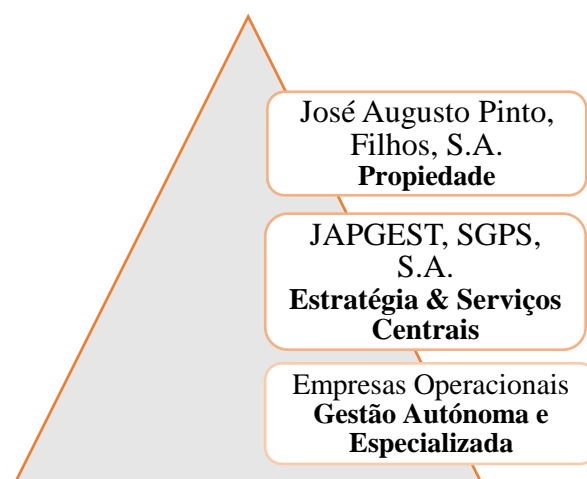 José Augusto Pinto,
Filhos, S.A.
Propiedade
JAPGEST, SGPS,
S.A.
Estratégia & Serviços
Centrais
Empresas Operacionais
Gestão Autónoma e
Especializada